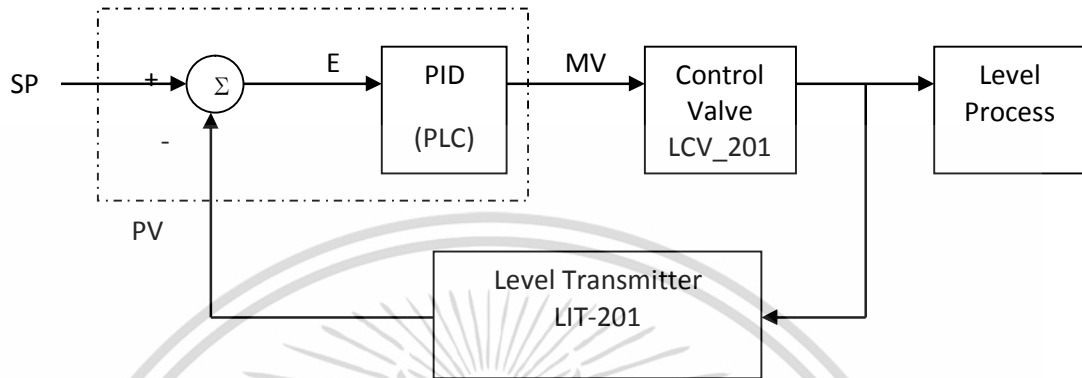 SP
+
-
Σ
E
PID
(PLC)
MV
Control
Valve
LCV_201
Level
Process
PV
Level Transmitter
LIT-201